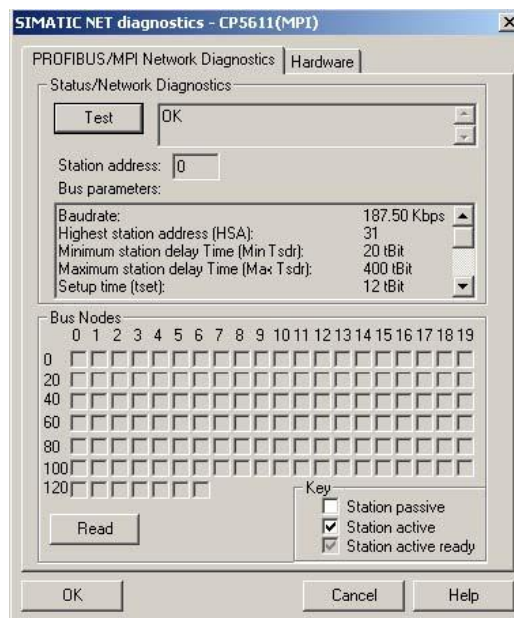 SIMATIC NET diagnostics - CP5611(MPI)
PROFIBUS/MPI Network Diagnostics Hardware
Status/Network Diagnostics
Test OK
Station address: 0
Bus parameters:
Baudrate: 187.50 Kbps
Highest station address (HSA): 31
Minimum station delay Time (Min Tsdr): 20 tBit
Maximum station delay Time (Max Tsdr): 400 tBit
Setup time (tset): 12 tBit
Bus Nodes
0 1 2 3 4 5 6 7 8 9 10 11 12 13 14 15 16 17 18 19
0
20
40
60
80
100
120
Key
Station passive
Read
Station active
Station active ready
OK Cancel Help